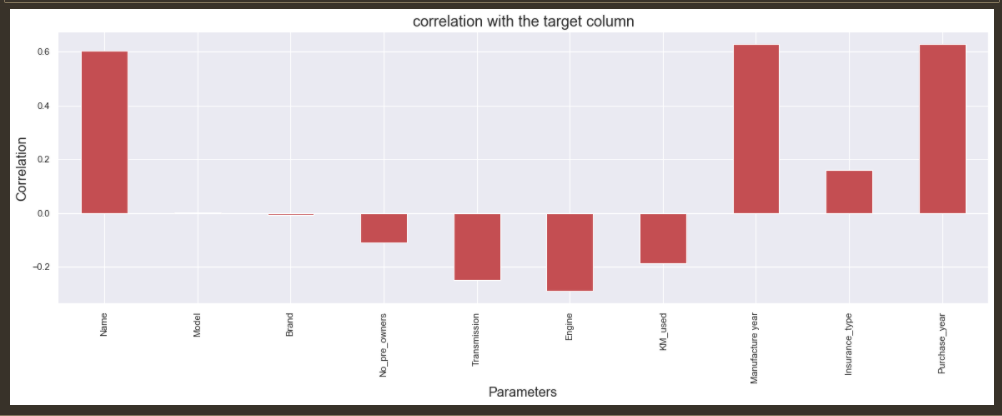 correlation with the target column
Correlation
0.6
0.4
0.2
0.0
−0.2
Name
Model
Brand
No_pre_owners
Transmission
Engine
KM_used
Manufacture year
Insurance_type
Purchase_year
Parameters